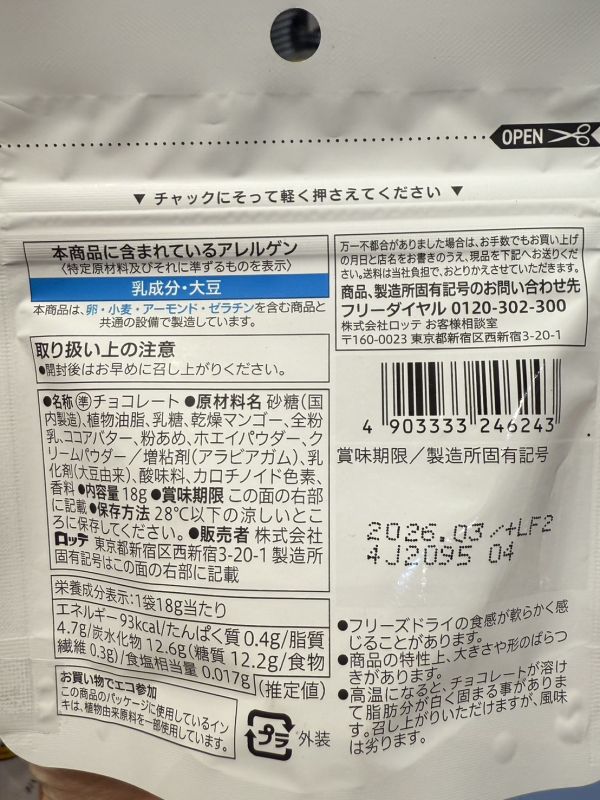 OPEN
▼ チャックにそって軽く押さえてください ▼
本商品に含まれているアレルゲン
〈特定原材料及びそれに準ずるものを表示〉
乳成分・大豆
本商品は、卵・小麦・アーモンド・ゼラチンを含む商品と
共通の設備で製造しています。
取り扱い上の注意
●開封後はお早めに召し上がりください。
●名称 準チョコレート ●原材料名 砂糖(国
内製造)、植物油脂、乳糖、乾燥マンゴー、全粉
乳、ココアバター、粉あめ、ホエイパウダー、ク
リームパウダー/増粘剤(アラビアガム)、乳
化剤(大豆由来)、酸味料、カロチノイド色素、
香料 ●内容量 18g ●賞味期限 この面の右部
に記載 ●保存方法 28℃以下の涼しいとこ
ろに保存してください。●販売者 株式会社
ロッテ 東京都新宿区西新宿3-20-1 製造所
固有記号はこの面の右部に記載
栄養成分表示:1袋18g当たり
エネルギー 93kcal/たんぱく質 0.4g/脂質
4.7g/炭水化物 12.6g(糖質 12.2g/食物
繊維 0.3g)/食塩相当量 0.017g
(推定値)
お買い物でエコ参加
この商品のパッケージに使用しているイン
キは、植物由来原料を一部使用しています。
プラ 外装
万一不都合がありました場合は、お手数でもお買い上げ
の月日と店名をお書きのうえ、現品を下記へお送りくだ
さい。送料は当社負担で、おとりかえさせていただきます。
商品、製造所固有記号のお問い合わせ先
フリーダイヤル 0120-302-300
株式会社ロッテ お客様相談室
〒160-0023 東京都新宿区西新宿3-20-1
4 903333 246243
賞味期限/製造所固有記号
2026.03/+LF2
4J2095 04
●フリーズドライの食感が軟らかく感
じることがあります。
●商品の特性上、大きさや形のばらつ
きがあります。
●高温になると、チョコレートが溶け
て脂肪分が白く固まる事がありま
す。召し上がりいただけますが、風味
は劣ります。